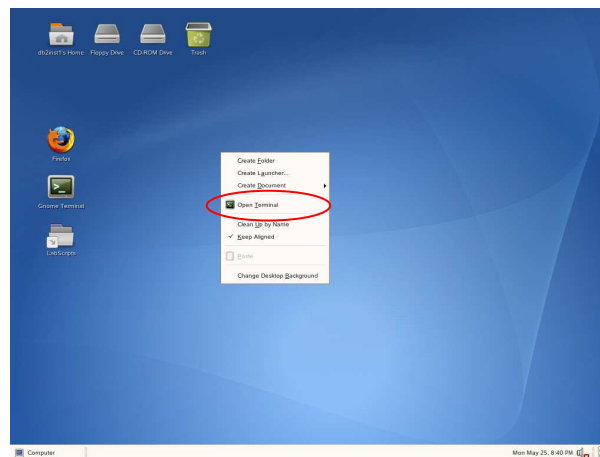 db2inst1's Home Floppy Drive CD-ROM Drive Trash
Firefox
Gnome Terminal
LabScripts
Create Folder
Create Launcher...
Create Document
Open Terminal
Clean Up by Name
Keep Aligned
Paste
Change Desktop Background
Computer Mon May 25, 8:40 PM